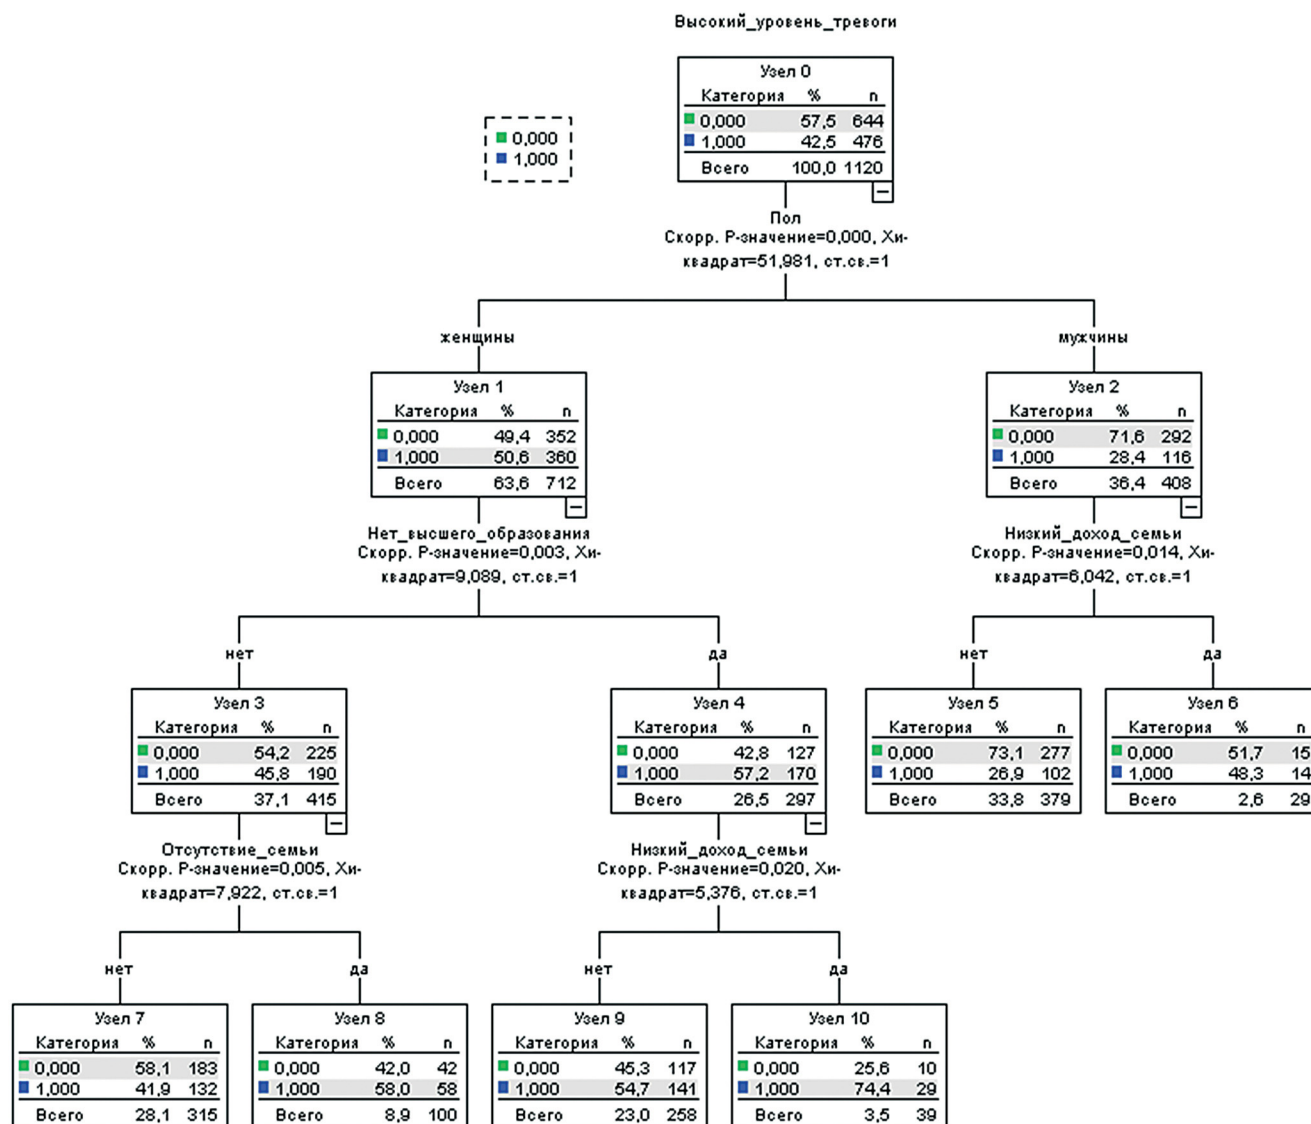 Высокий_уровень_тревоги
Узел 0
Категория % n
0,000 57,5 644
1,000 42,5 476
Всего 100,0 1120
0,000
1,000
Пол
Скорр. P-значение=0,000, Хи-
квадрат=51,981, ст.св.=1
женщины
мужчины
Узел 1
Категория % n
0,000 49,4 352
1,000 50,6 360
Всего 63,6 712
Узел 2
Категория % n
0,000 71,6 292
1,000 28,4 116
Всего 36,4 408
Нет_высшего_образования
Скорр. P-значение=0,003, Хи-
квадрат=9,089, ст.св.=1
Низкий_доход_семьи
Скорр. P-значение=0,014, Хи-
квадрат=6,042, ст.св.=1
нет
да
нет
да
Узел 3
Категория % n
0,000 54,2 225
1,000 45,8 190
Всего 37,1 415
Узел 4
Категория % n
0,000 42,8 127
1,000 57,2 170
Всего 26,5 297
Узел 5
Категория % n
0,000 73,1 277
1,000 26,9 102
Всего 33,8 379
Узел 6
Категория % n
0,000 51,7 15
1,000 48,3 14
Всего 2,6 29
Отсутствие_семьи
Скорр. P-значение=0,005, Хи-
квадрат=7,922, ст.св.=1
Низкий_доход_семьи
Скорр. P-значение=0,020, Хи-
квадрат=5,376, ст.св.=1
нет
да
нет
да
Узел 7
Категория % n
0,000 58,1 183
1,000 41,9 132
Всего 28,1 315
Узел 8
Категория % n
0,000 42,0 42
1,000 58,0 58
Всего 8,9 100
Узел 9
Категория % n
0,000 45,3 117
1,000 54,7 141
Всего 23,0 258
Узел 10
Категория % n
0,000 25,6 10
1,000 74,4 29
Всего 3,5 39